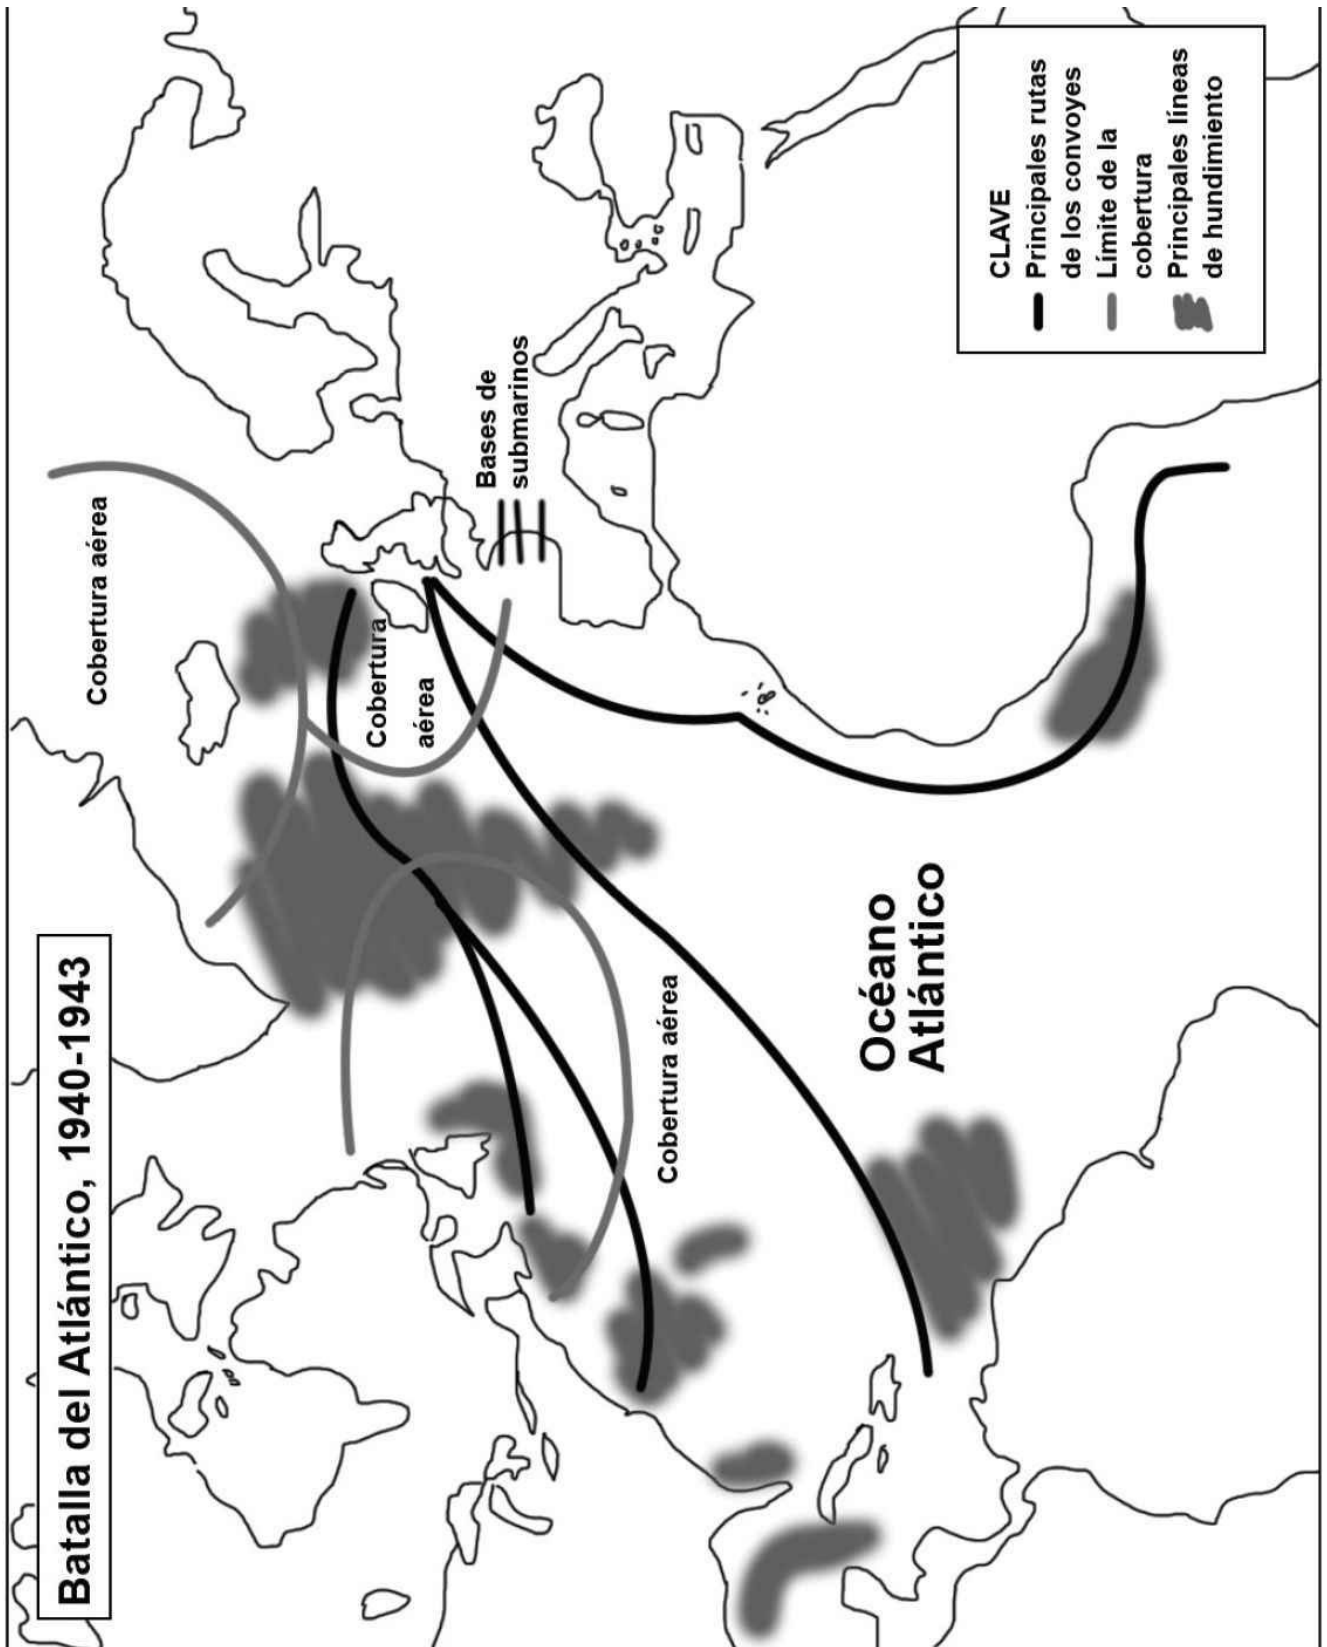 Batalla del Atlántico, 1940-1943
Cobertura aérea
Cobertura
aérea
Bases de
submarinos
Cobertura aérea
Océano
Atlántico
CLAVE
Principales rutas
de los convoyes
Límite de la
cobertura
Principales líneas
de hundimiento